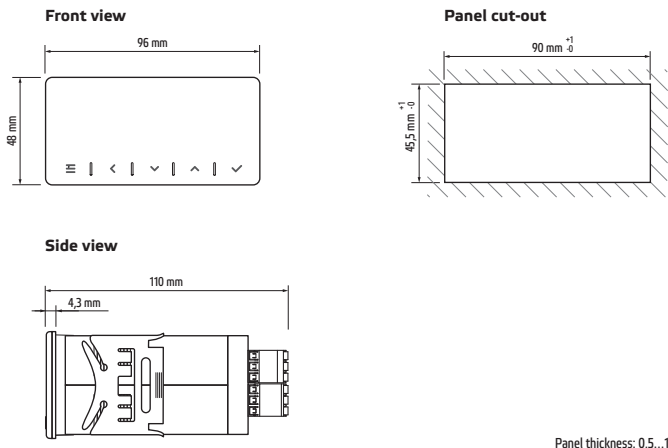 Front view
96 mm
48 mm
Panel cut-out
90 mm +1 -0
45,5 mm +1 -0
Side view
110 mm
4,3 mm
Panel thickness: 0.5...1